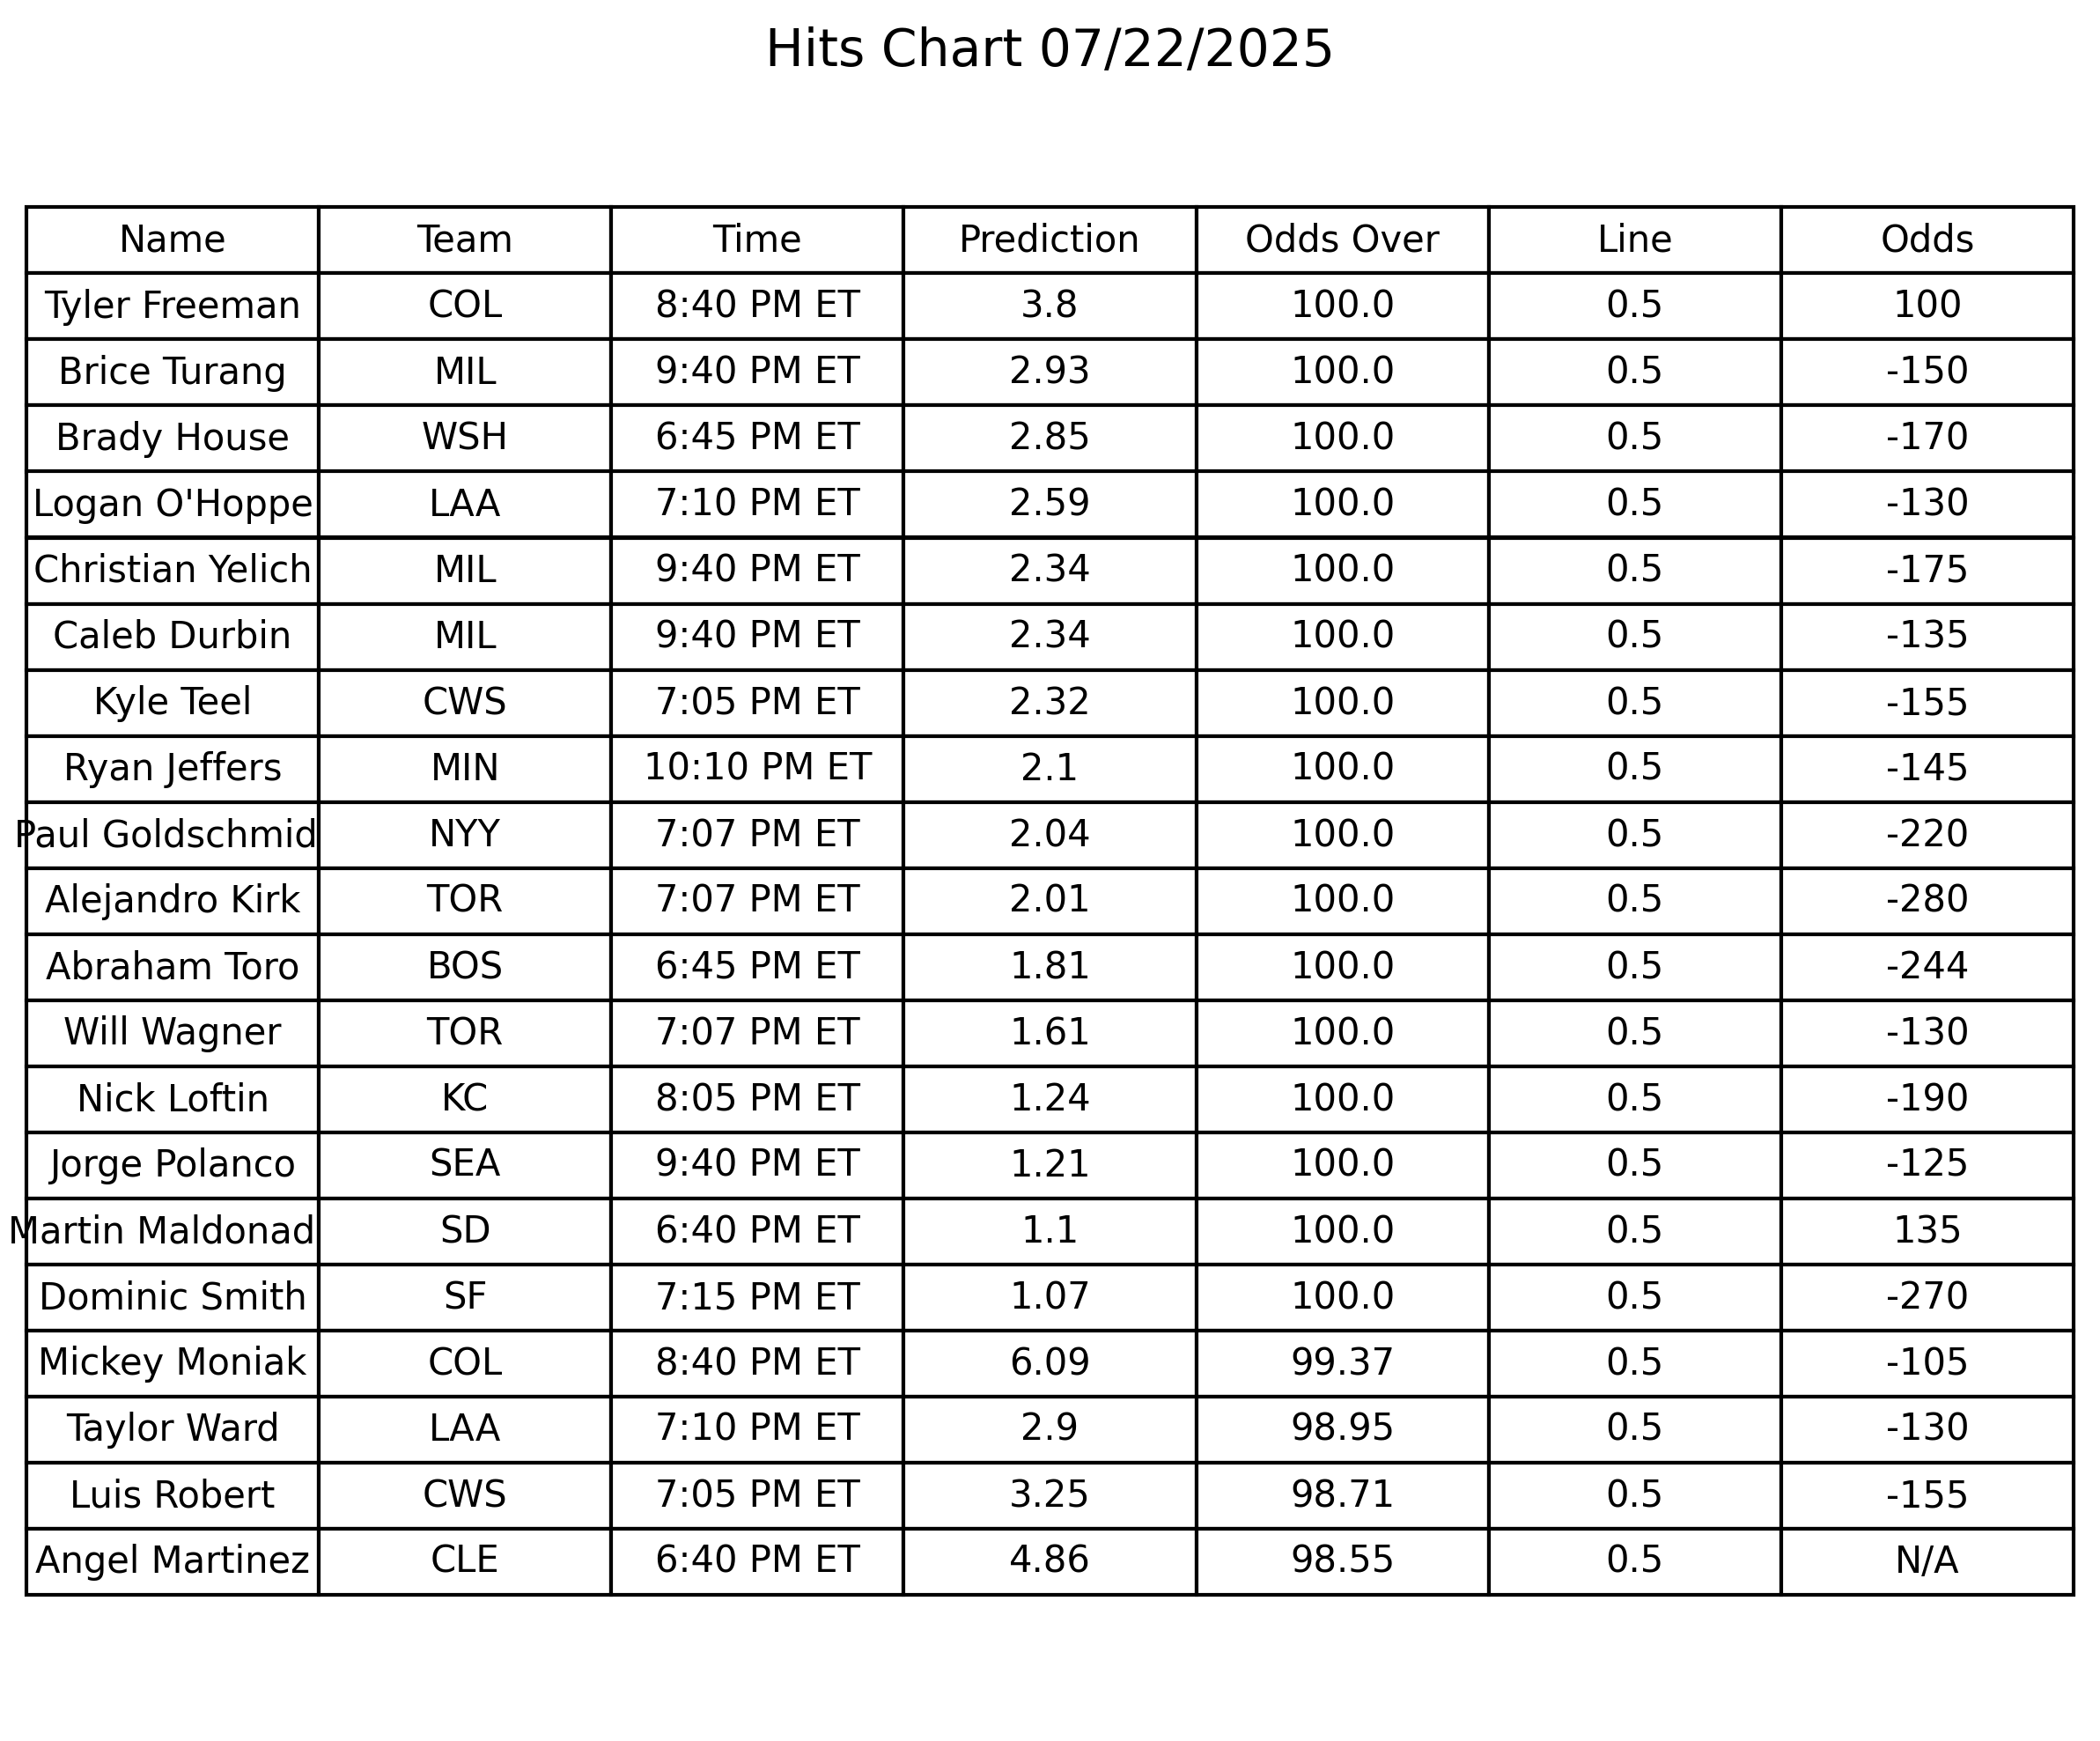 Hits Chart 07/22/2025
Name Team Time Prediction Odds Over Line Odds
Tyler Freeman COL 8:40 PM ET 3.8 100.0 0.5 100
Brice Turang MIL 9:40 PM ET 2.93 100.0 0.5 -150
Brady House WSH 6:45 PM ET 2.85 100.0 0.5 -170
Logan O'Hoppe LAA 7:10 PM ET 2.59 100.0 0.5 -130
Christian Yelich MIL 9:40 PM ET 2.34 100.0 0.5 -175
Caleb Durbin MIL 9:40 PM ET 2.34 100.0 0.5 -135
Kyle Teel CWS 7:05 PM ET 2.32 100.0 0.5 -155
Ryan Jeffers MIN 10:10 PM ET 2.1 100.0 0.5 -145
Paul Goldschmid NYY 7:07 PM ET 2.04 100.0 0.5 -220
Alejandro Kirk TOR 7:07 PM ET 2.01 100.0 0.5 -280
Abraham Toro BOS 6:45 PM ET 1.81 100.0 0.5 -244
Will Wagner TOR 7:07 PM ET 1.61 100.0 0.5 -130
Nick Loftin KC 8:05 PM ET 1.24 100.0 0.5 -190
Jorge Polanco SEA 9:40 PM ET 1.21 100.0 0.5 -125
Martin Maldonad SD 6:40 PM ET 1.1 100.0 0.5 135
Dominic Smith SF 7:15 PM ET 1.07 100.0 0.5 -270
Mickey Moniak COL 8:40 PM ET 6.09 99.37 0.5 -105
Taylor Ward LAA 7:10 PM ET 2.9 98.95 0.5 -130
Luis Robert CWS 7:05 PM ET 3.25 98.71 0.5 -155
Angel Martinez CLE 6:40 PM ET 4.86 98.55 0.5 N/A